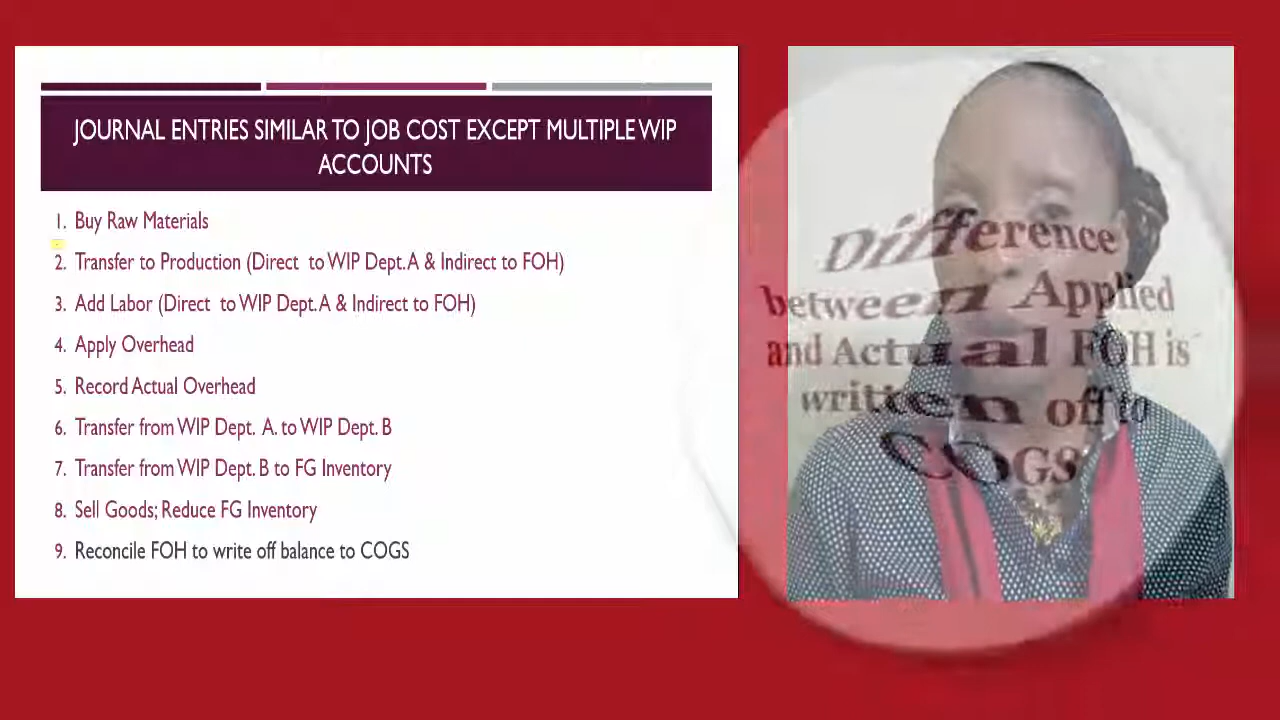 JOURNAL ENTRIES SIMILAR TO JOB COST EXCEPT MULTIPLE WIP
ACCOUNTS
1. Buy Raw Materials
2. Transfer to Production (Direct to WIP Dept. A & Indirect to FOH)
3. Add Labor (Direct to WIP Dept. A & Indirect to FOH)
4. Apply Overhead
5. Record Actual Overhead
6. Transfer from WIP Dept. A. to WIP Dept. B
7. Transfer from WIP Dept. B to FG Inventory
8. Sell Goods; Reduce FG Inventory
9. Reconcile FOH to write off balance to COGS
Difference
between Applied
and Actual FOH is
written off to
COGS